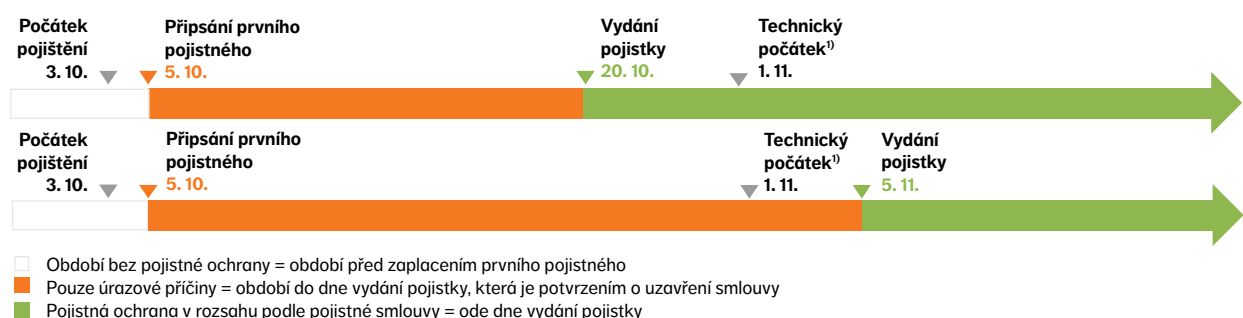 Počátek
pojištění
3. 10.
Připsání prvního
pojistného
5. 10.
Vydání
pojistky
20. 10.
Technický
počátek¹⁾
1. 11.
Počátek
pojištění
3. 10.
Připsání prvního
pojistného
5. 10.
Technický
počátek¹⁾
1. 11.
Vydání
pojistky
5. 11.
Období bez pojistné ochrany = období před zaplacením prvního pojistného
Pouze úrazové příčiny = období do dne vydání pojistky, která je potvrzením o uzavření smlouvy
Pojistná ochrana v rozsahu podle pojistné smlouvy = ode dne vydání pojistky